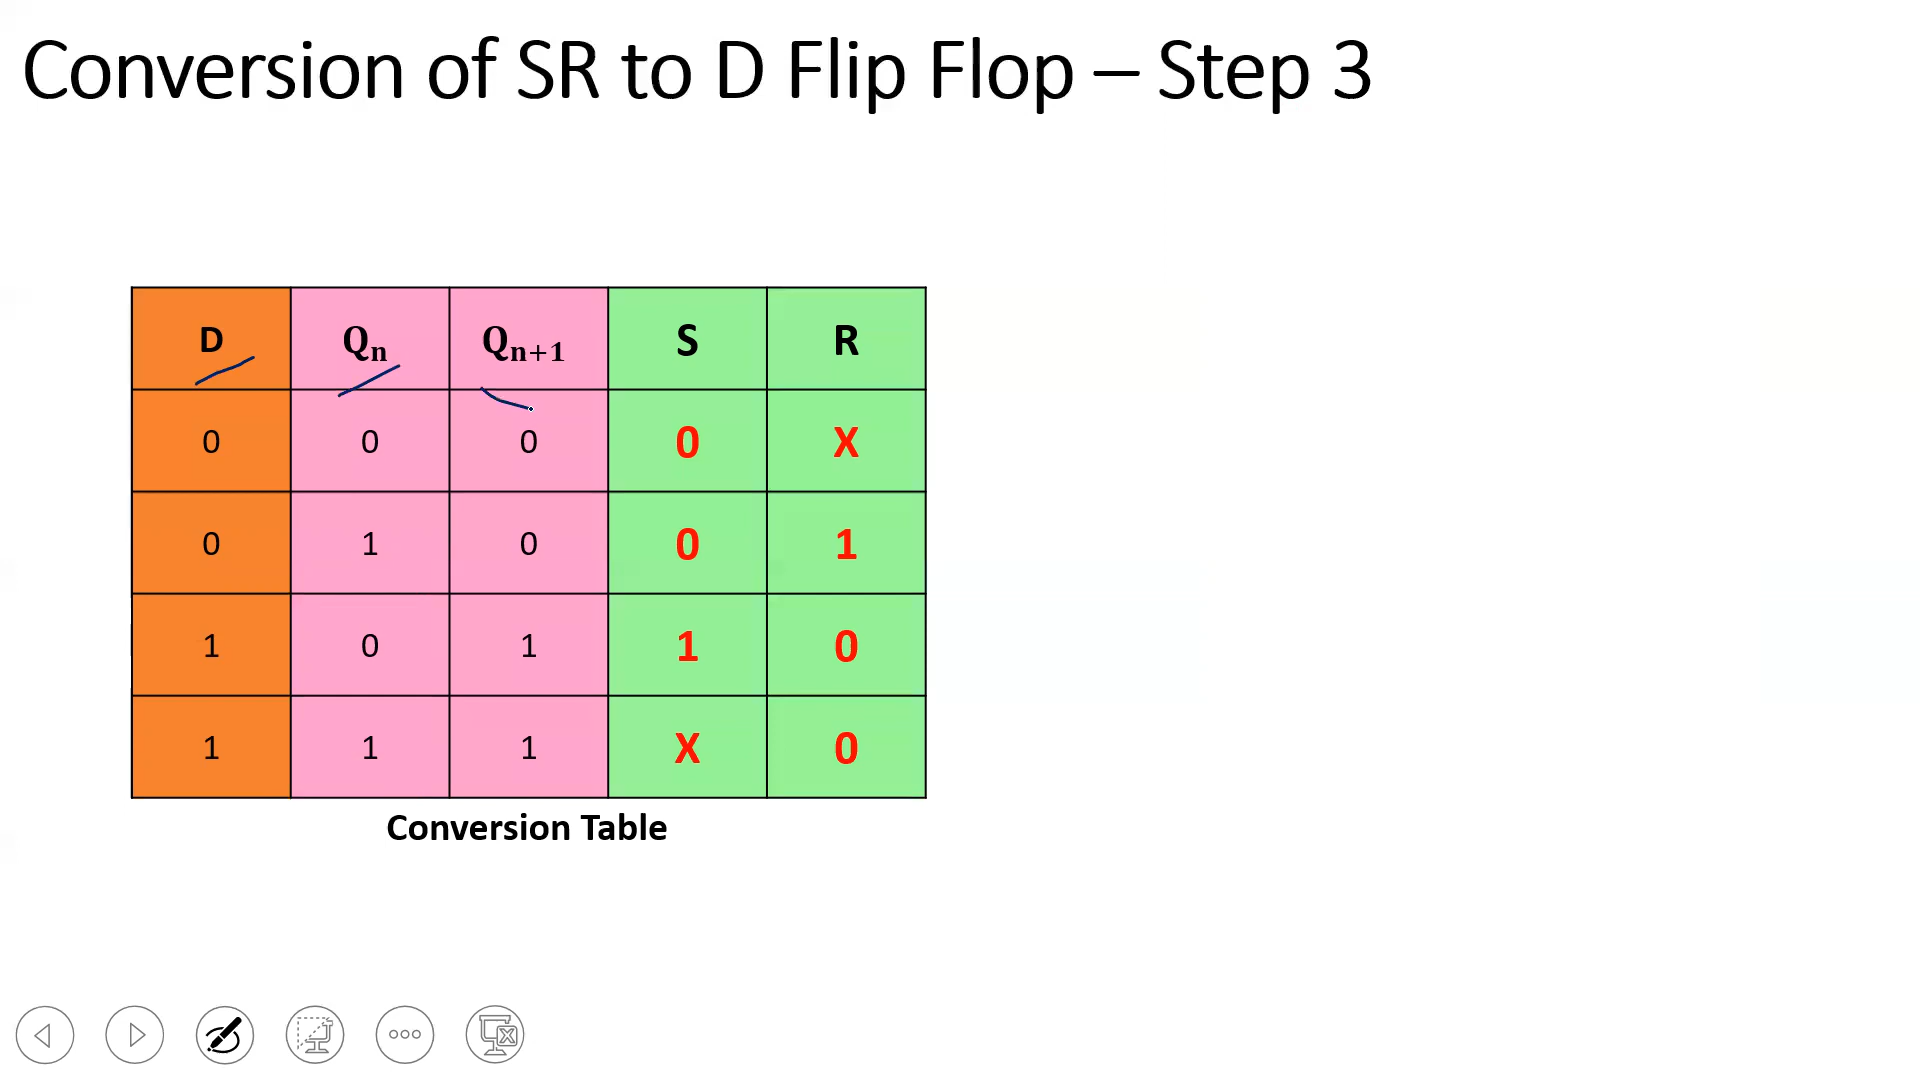 Conversion of SR to D Flip Flop – Step 3
D Qn Qn+1 S R
0 0 0 0 X
0 1 0 0 1
1 0 1 1 0
1 1 1 X 0
Conversion Table